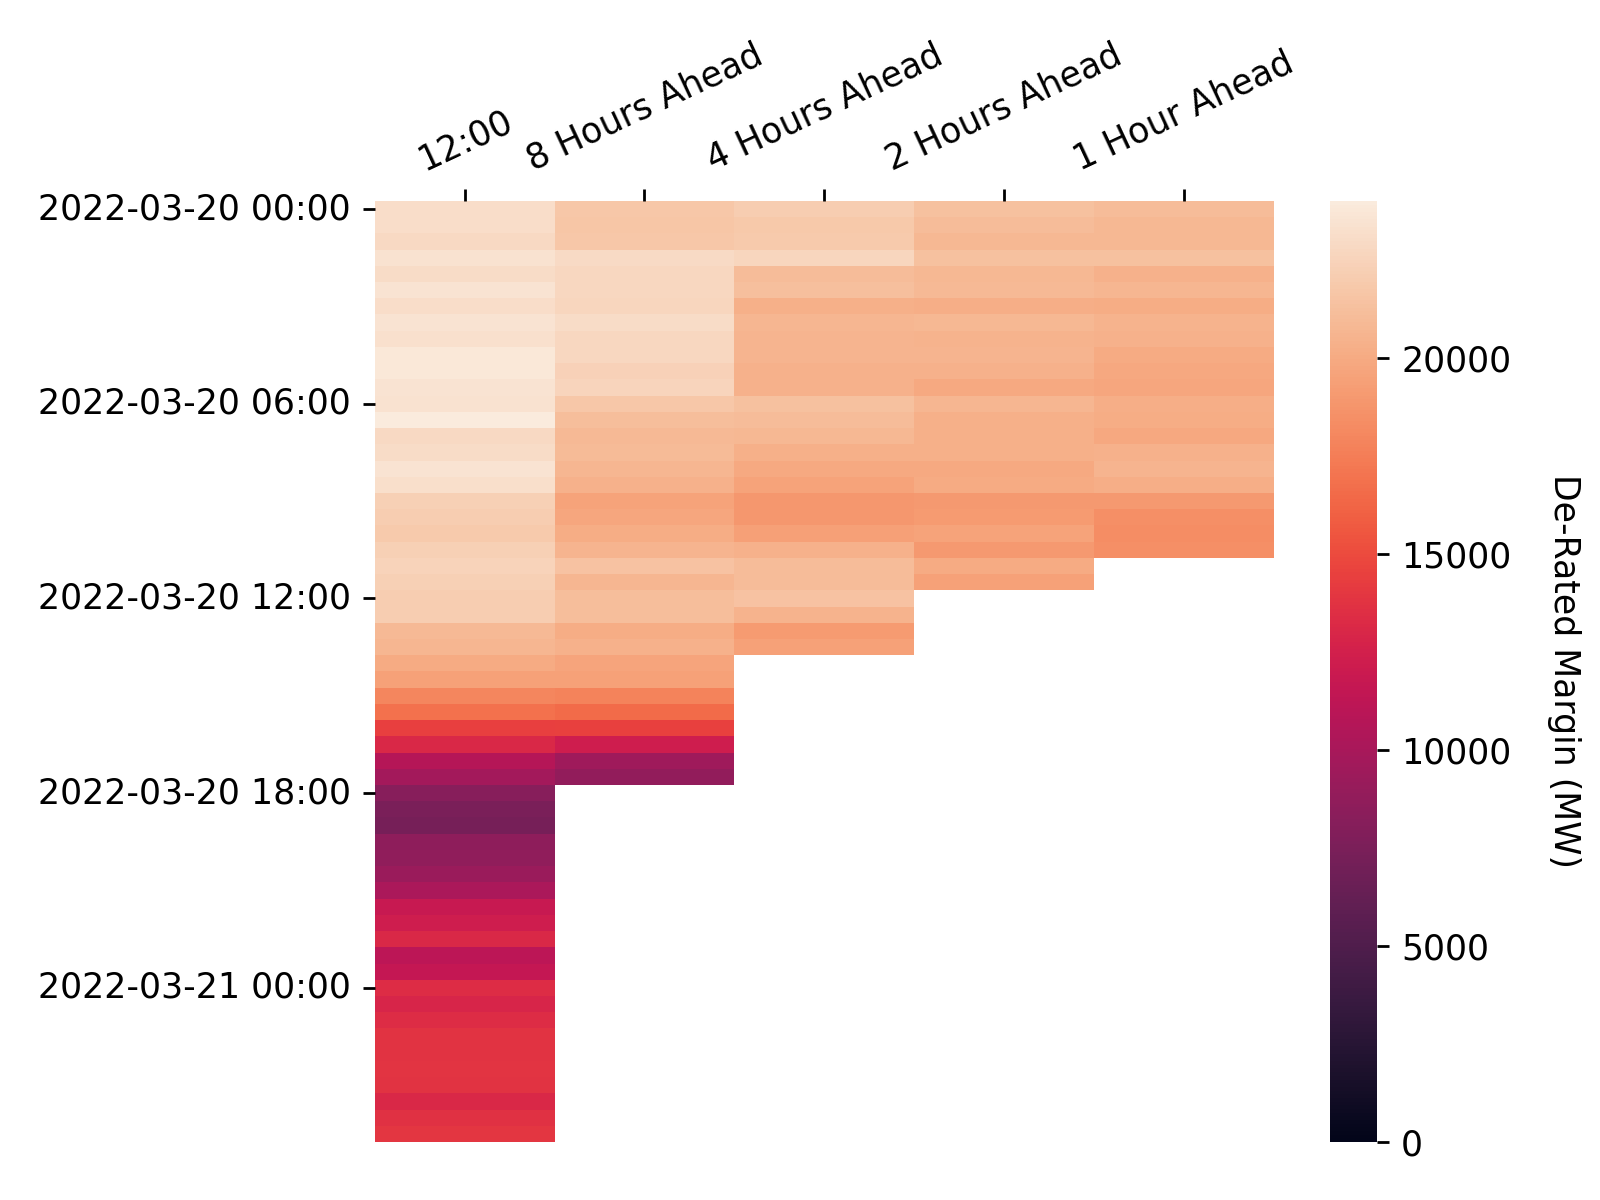 12:00
8 Hours Ahead
4 Hours Ahead
2 Hours Ahead
1 Hour Ahead
2022-03-20 00:00
2022-03-20 06:00
2022-03-20 12:00
2022-03-20 18:00
2022-03-21 00:00
20000
15000
10000
5000
0
De-Rated Margin (MW)